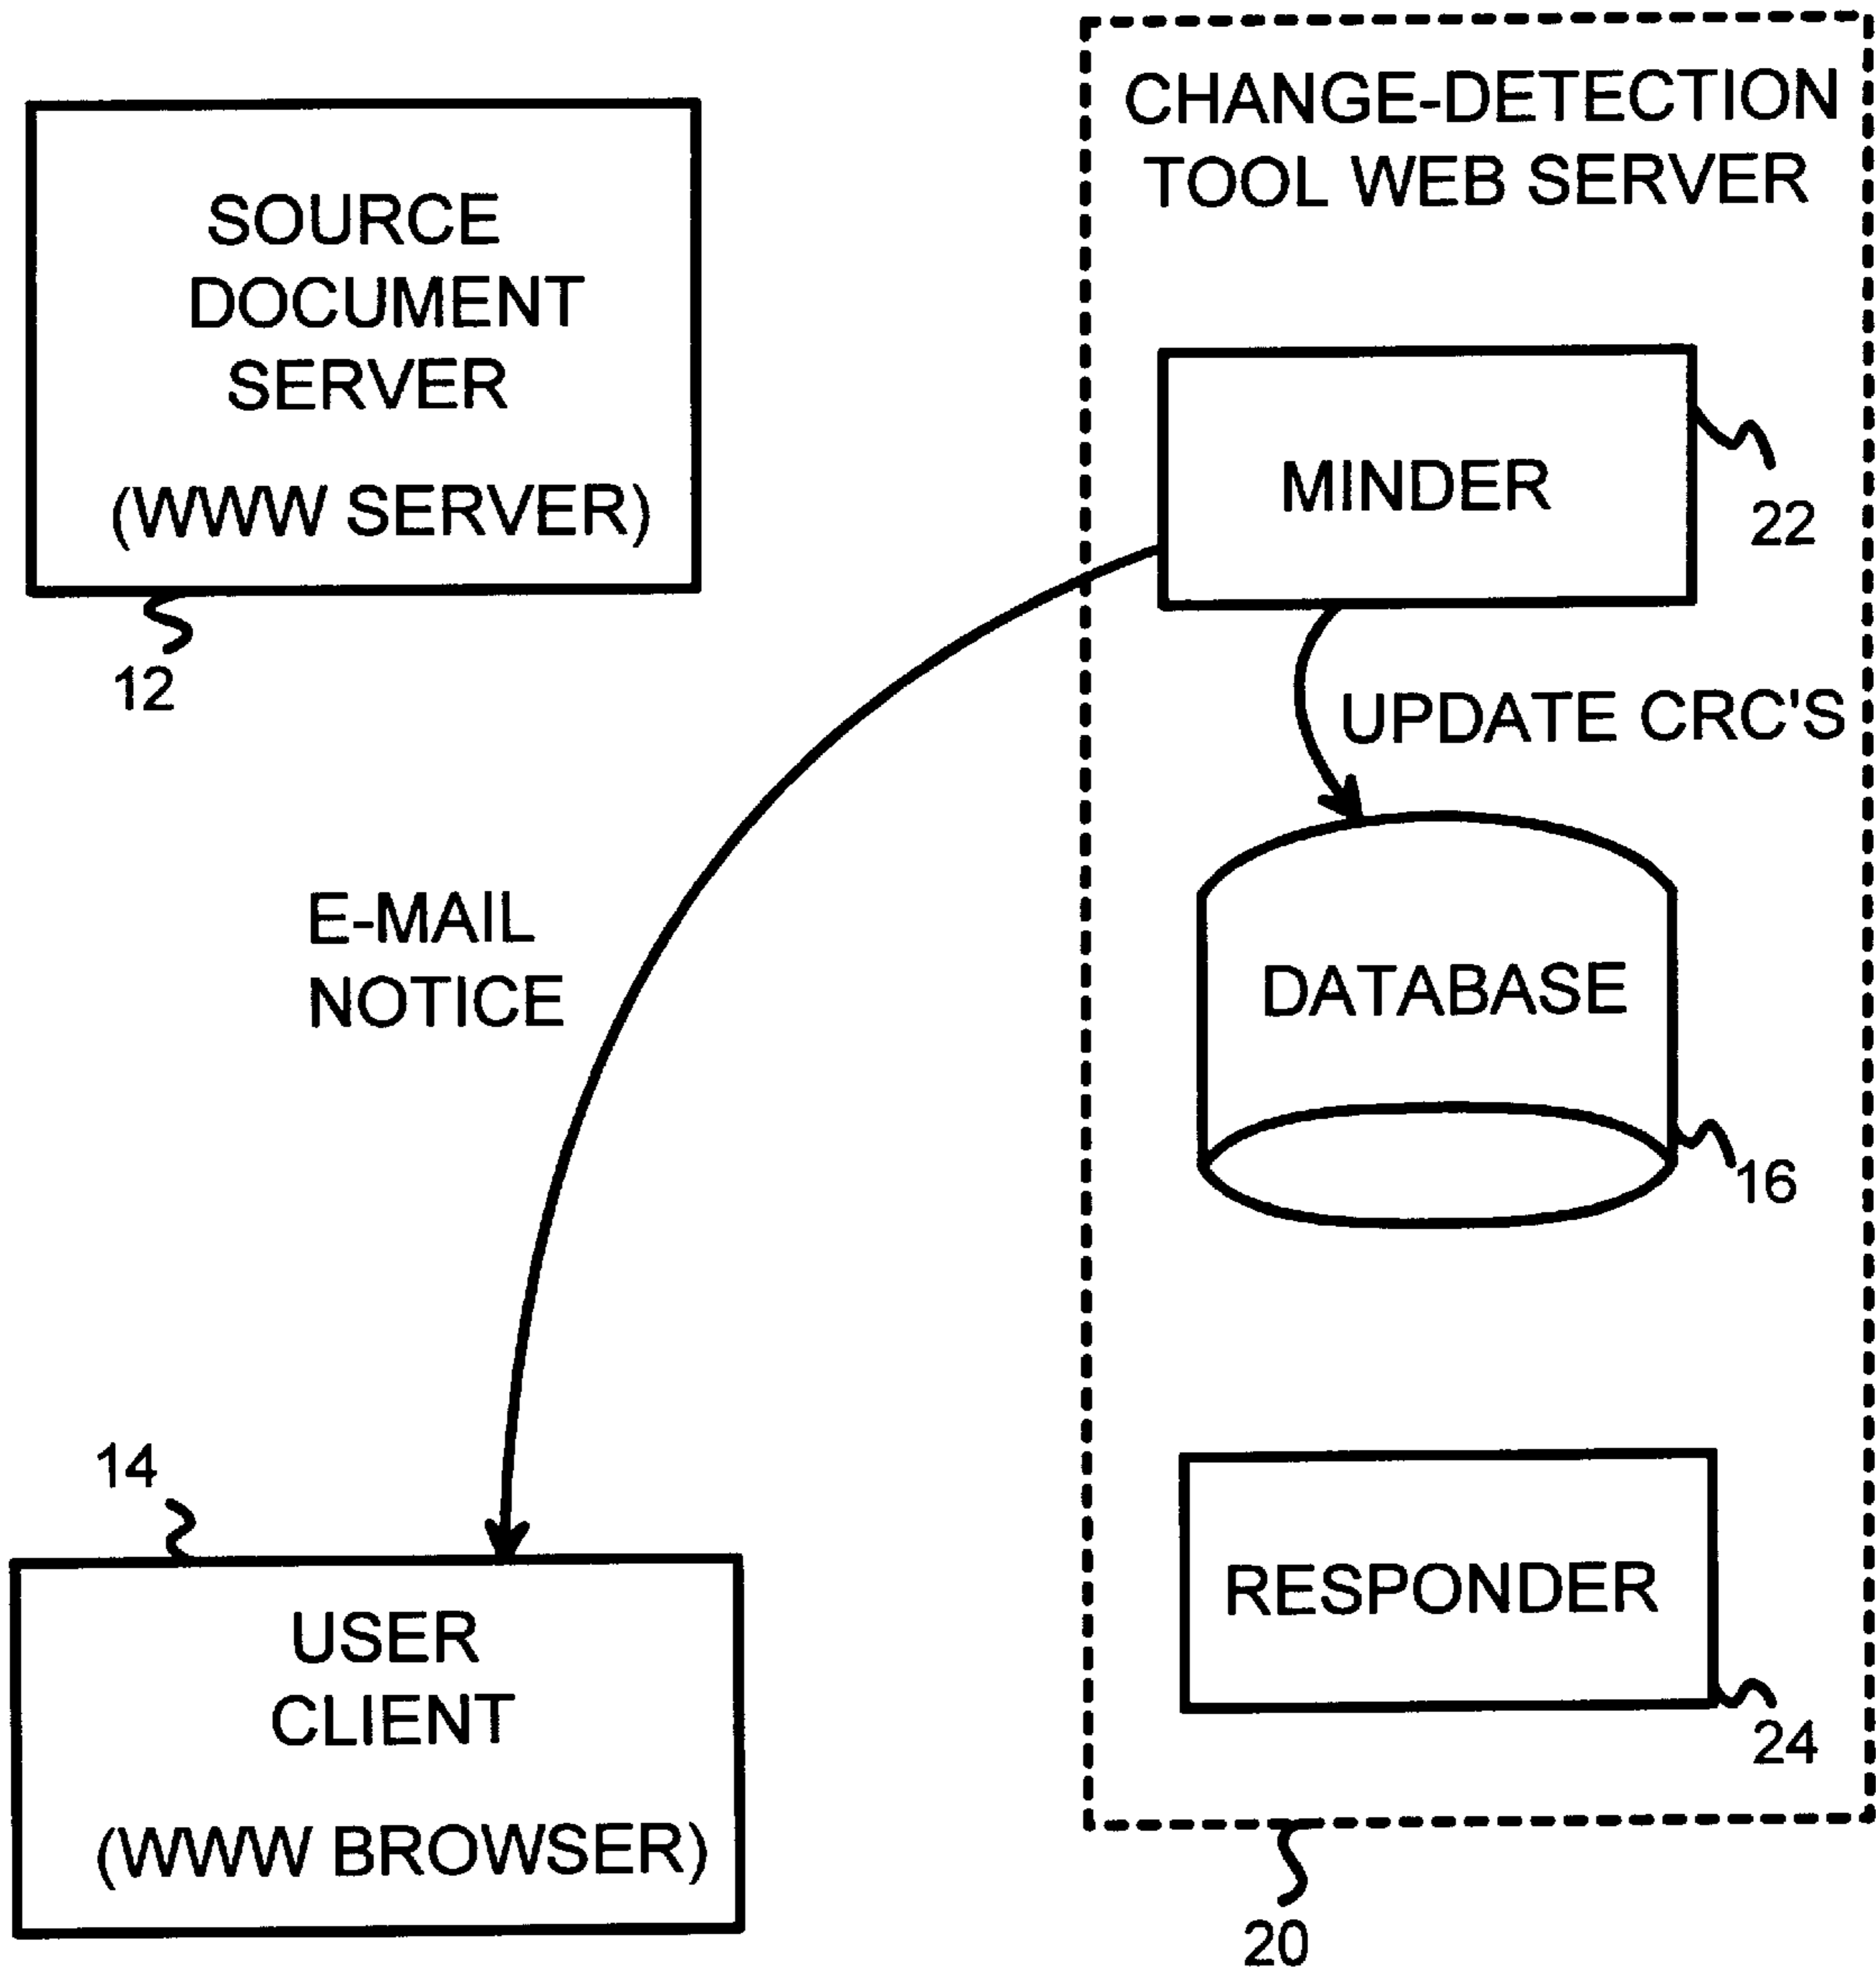 CHANGE-DETECTION
TOOL WEB SERVER
SOURCE
DOCUMENT
SERVER
(WWW SERVER)
12
MINDER
22
UPDATE CRC'S
E-MAIL
NOTICE
DATABASE
16
14
USER
CLIENT
(WWW BROWSER)
RESPONDER
24
20